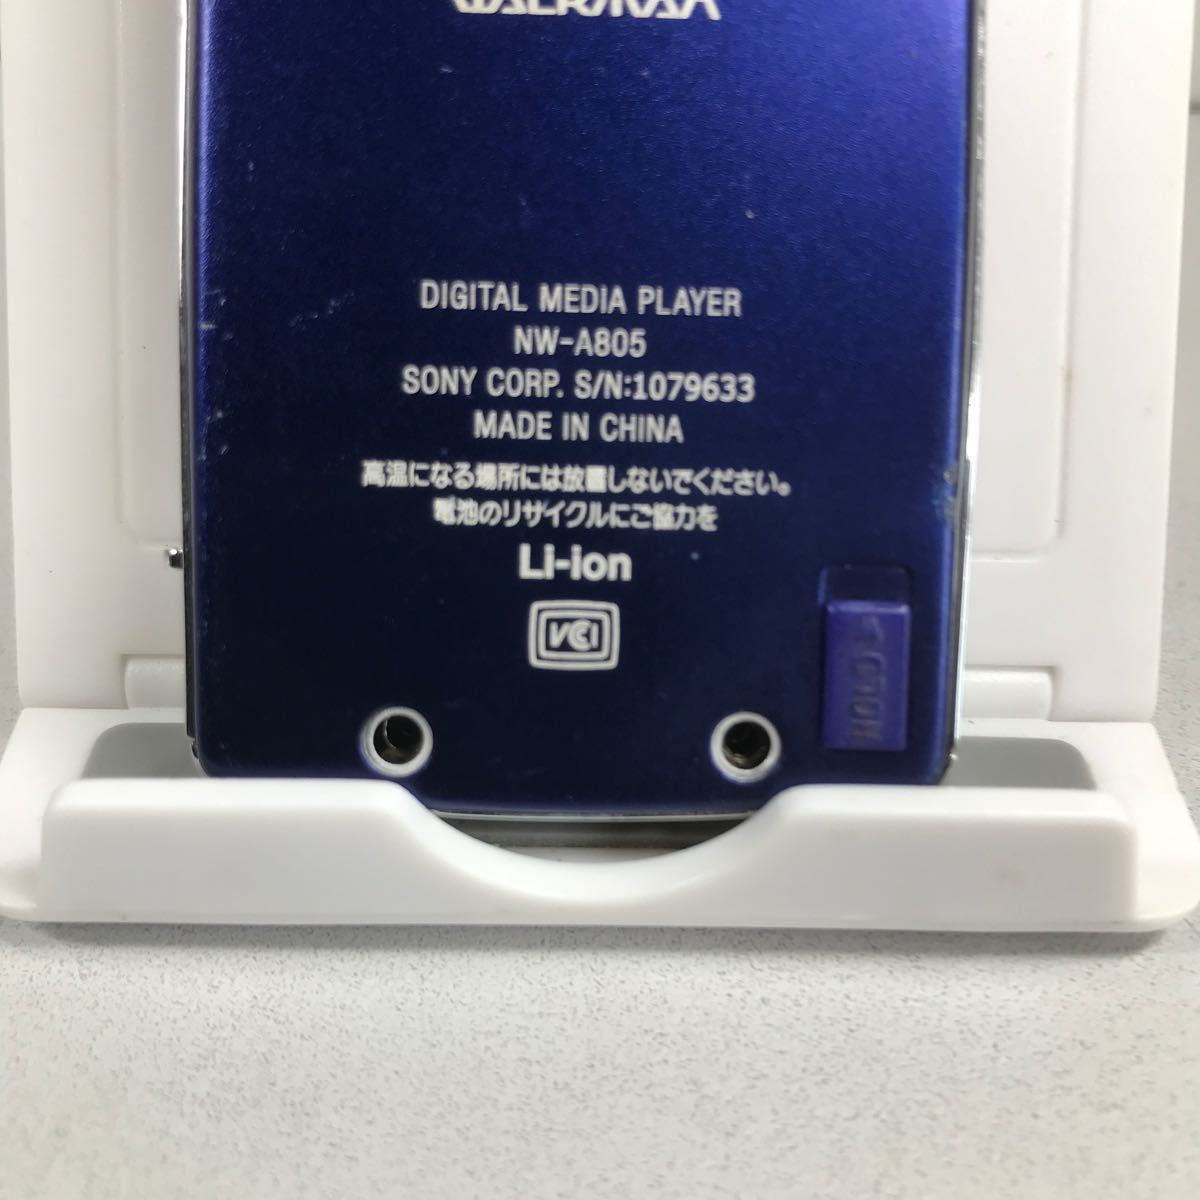 WALKMAN
DIGITAL MEDIA PLAYER
NW-A805
SONY CORP. S/N:1079633
MADE IN CHINA
高温になる場所には放置しないでください。
電池のリサイクルにご協力を
Li-ion
VCI
HOLD